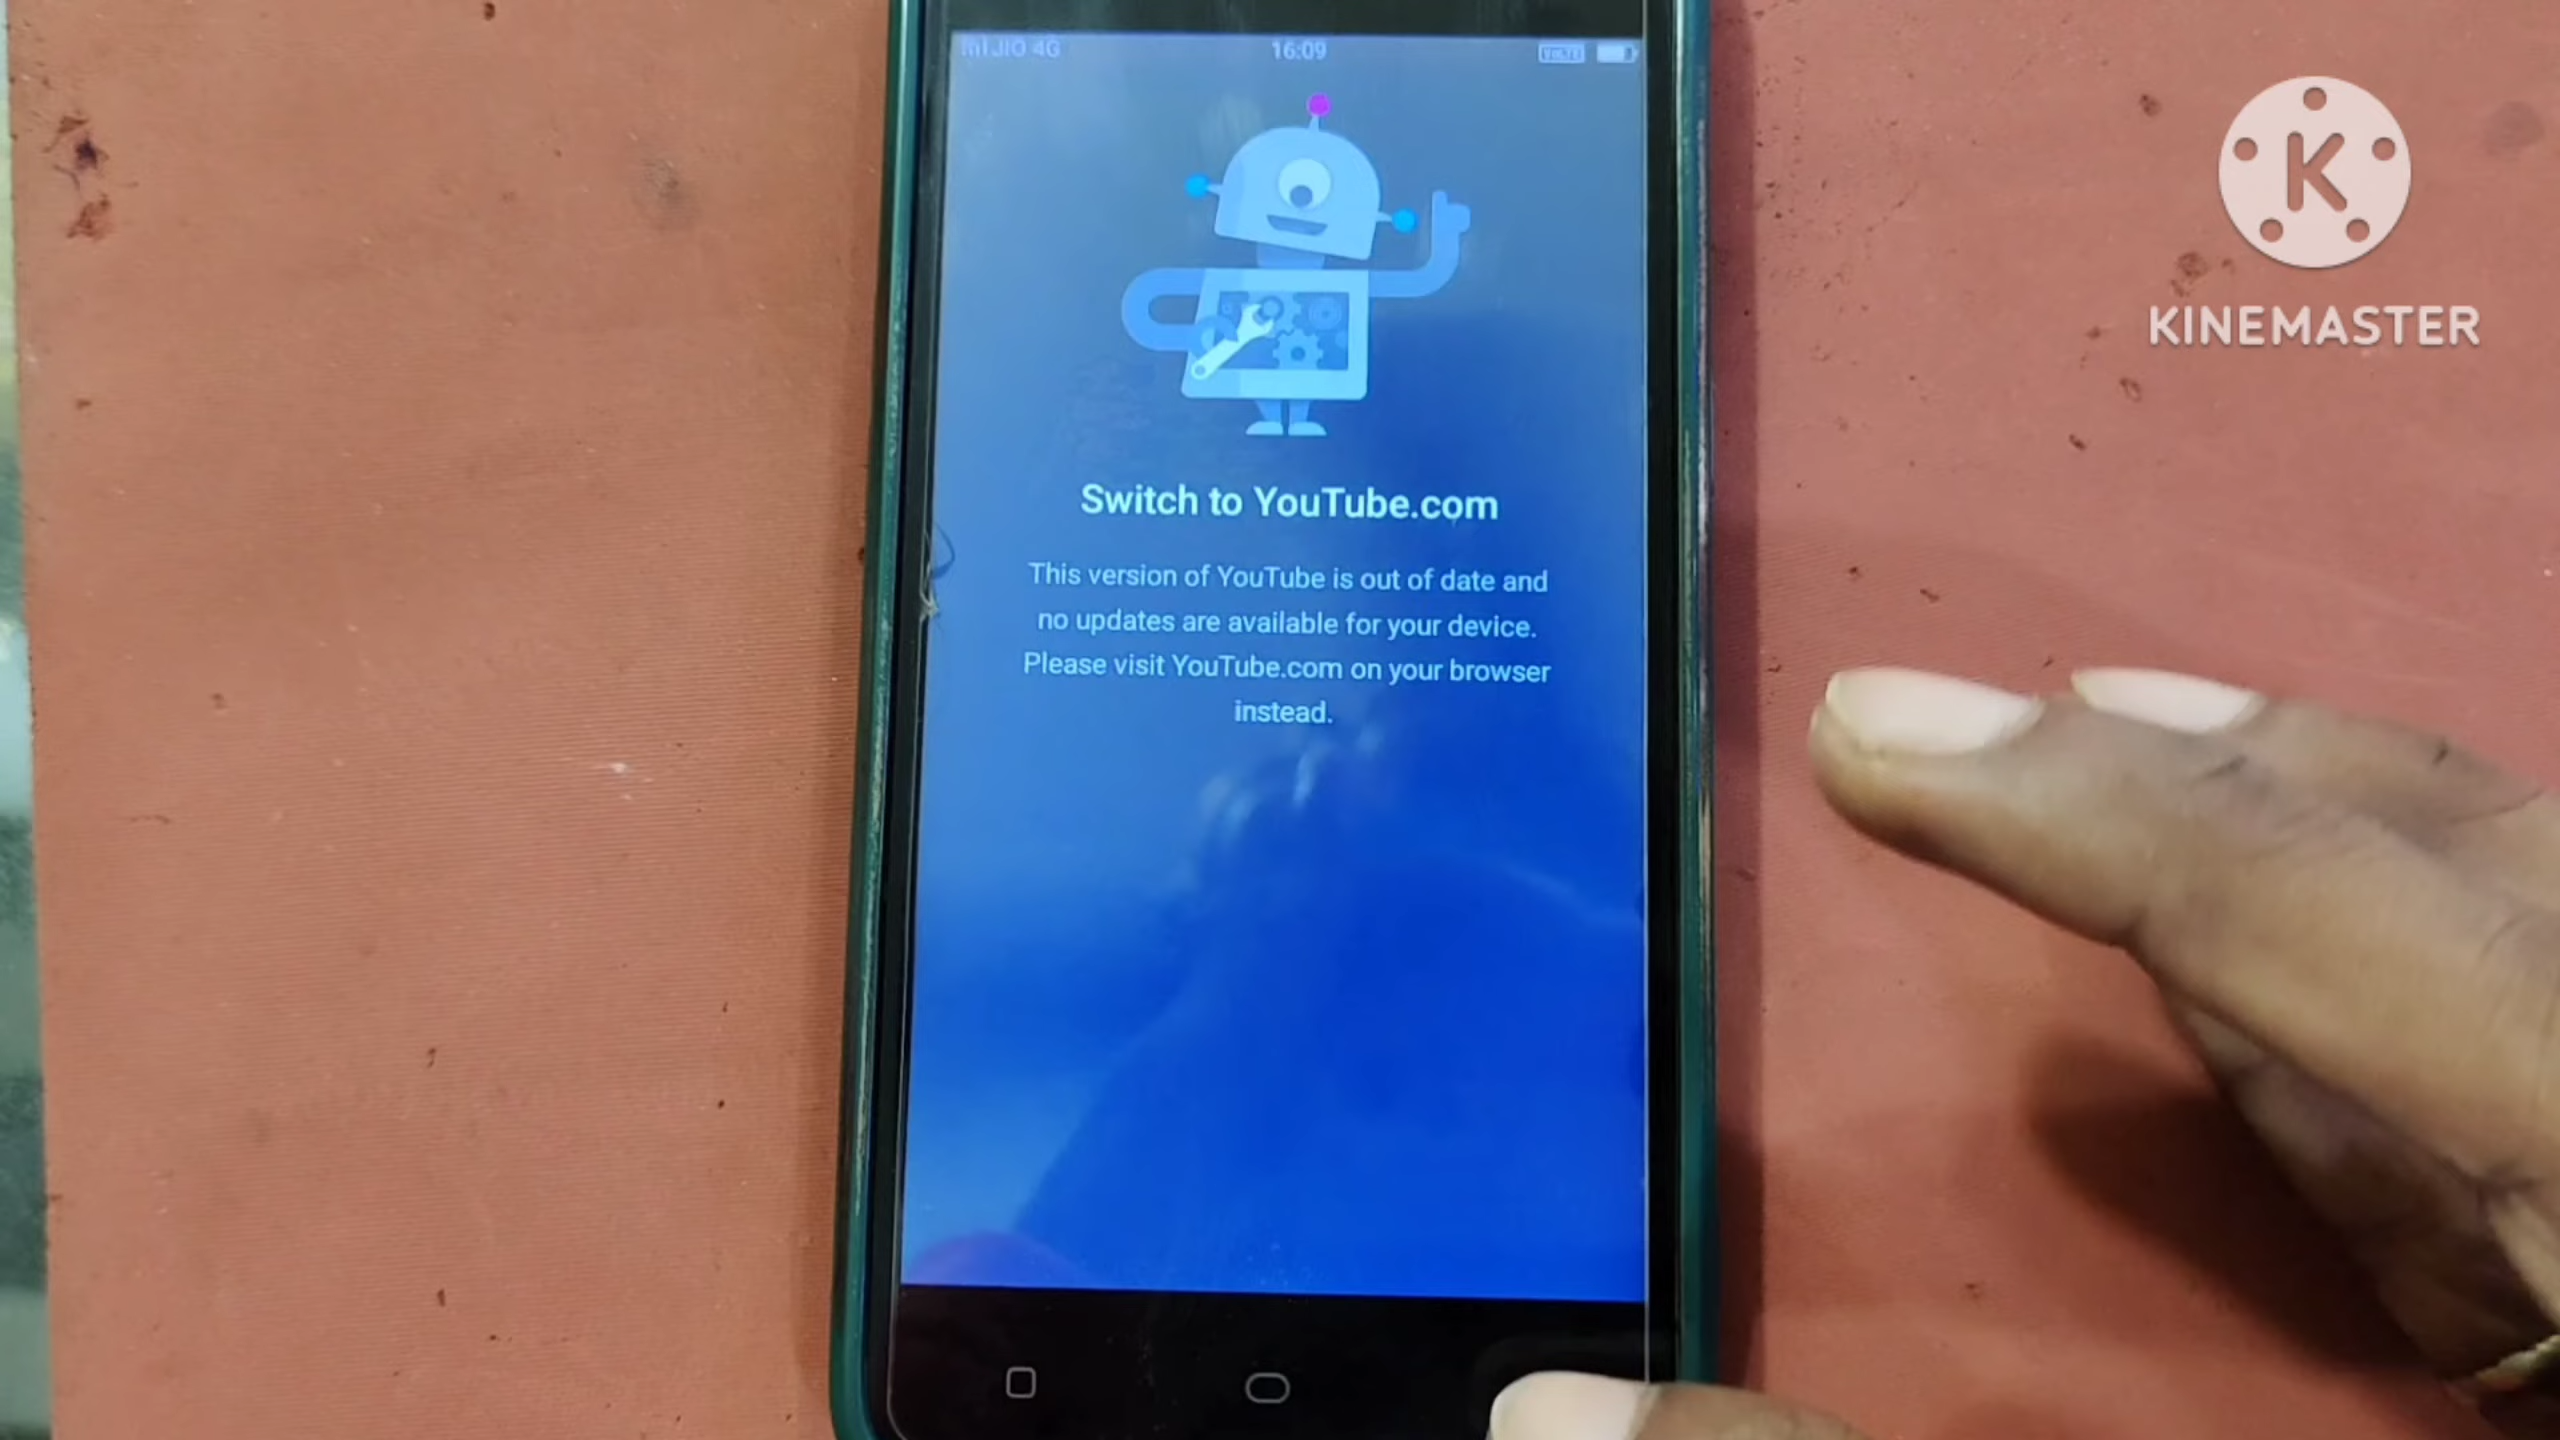 JIO 4G 16:09 VoLTE
K
KINEMASTER
Switch to YouTube.com
This version of YouTube is out of date and
no updates are available for your device.
Please visit YouTube.com on your browser
instead.